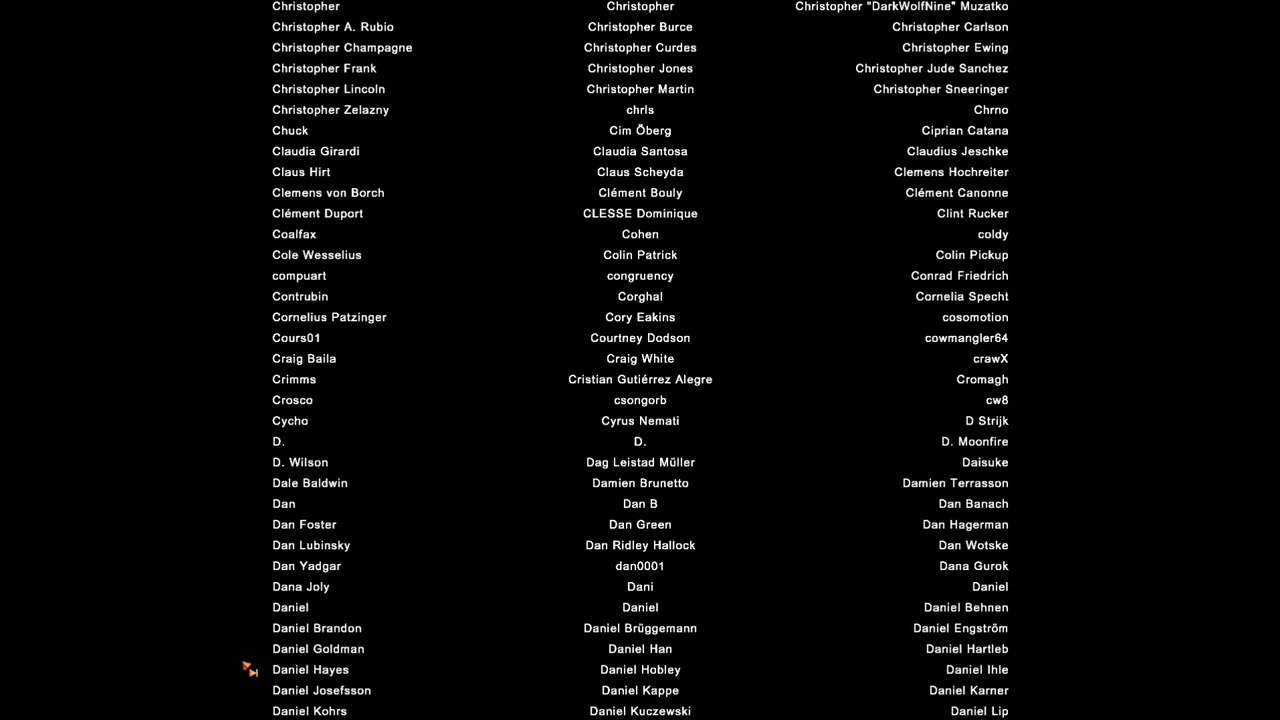 Christopher Christopher Christopher "DarkWolfNine" Muzatko
Christopher A. Rubio Christopher Burce Christopher Carlson
Christopher Champagne Christopher Curdes Christopher Ewing
Christopher Frank Christopher Jones Christopher Jude Sanchez
Christopher Lincoln Christopher Martin Christopher Sneeringer
Christopher Zelazny chrls Chrno
Chuck Cim Öberg Ciprian Catana
Claudia Girardi Claudia Santosa Claudius Jeschke
Claus Hirt Claus Scheyda Clemens Hochreiter
Clemens von Borch Clément Bouly Clément Canonne
Clément Duport CLESSE Dominique Clint Rucker
Coalfax Cohen coldy
Cole Wesselius Colin Patrick Colin Pickup
compuart congruency Conrad Friedrich
Contrubin Corghal Cornelia Specht
Cornelius Patzinger Cory Eakins cosomotion
Cours01 Courtney Dodson cowmangler64
Craig Baila Craig White crawX
Crimms Cristian Gutiérrez Alegre Cromagh
Crosco csongorb cw8
Cycho Cyrus Nemati D Strijk
D. D. D. Moonfire
D. Wilson Dag Leistad Müller Daisuke
Dale Baldwin Damien Brunetto Damien Terrasson
Dan Dan B Dan Banach
Dan Foster Dan Green Dan Hagerman
Dan Lubinsky Dan Ridley Hallock Dan Wotske
Dan Yadgar dan0001 Dana Gurok
Dana Joly Dani Daniel
Daniel Daniel Daniel Behnen
Daniel Brandon Daniel Brüggemann Daniel Engström
Daniel Goldman Daniel Han Daniel Hartleb
Daniel Hayes Daniel Hobley Daniel Ihle
Daniel Josefsson Daniel Kappe Daniel Karner
Daniel Kohrs Daniel Kuczewski Daniel Lip